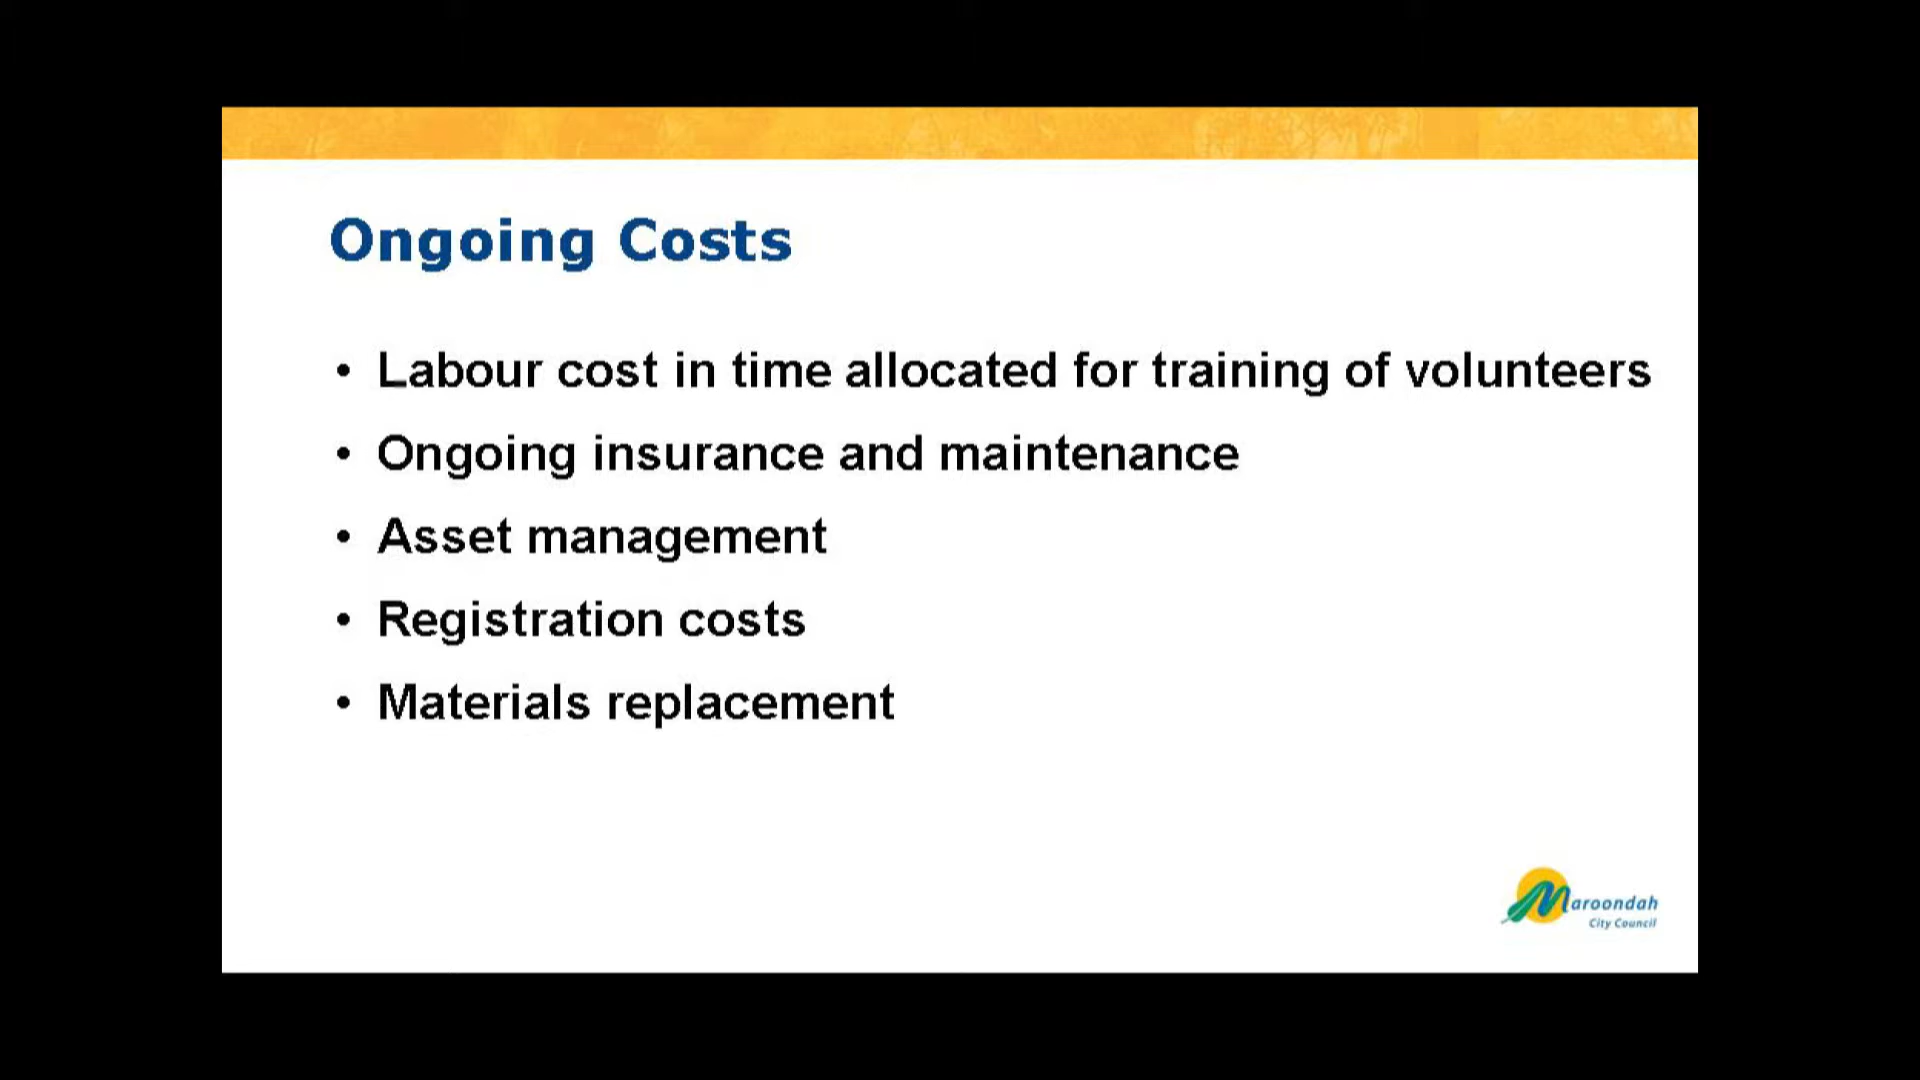 Ongoing Costs
• Labour cost in time allocated for training of volunteers
• Ongoing insurance and maintenance
• Asset management
• Registration costs
• Materials replacement
Maroondah
City Council